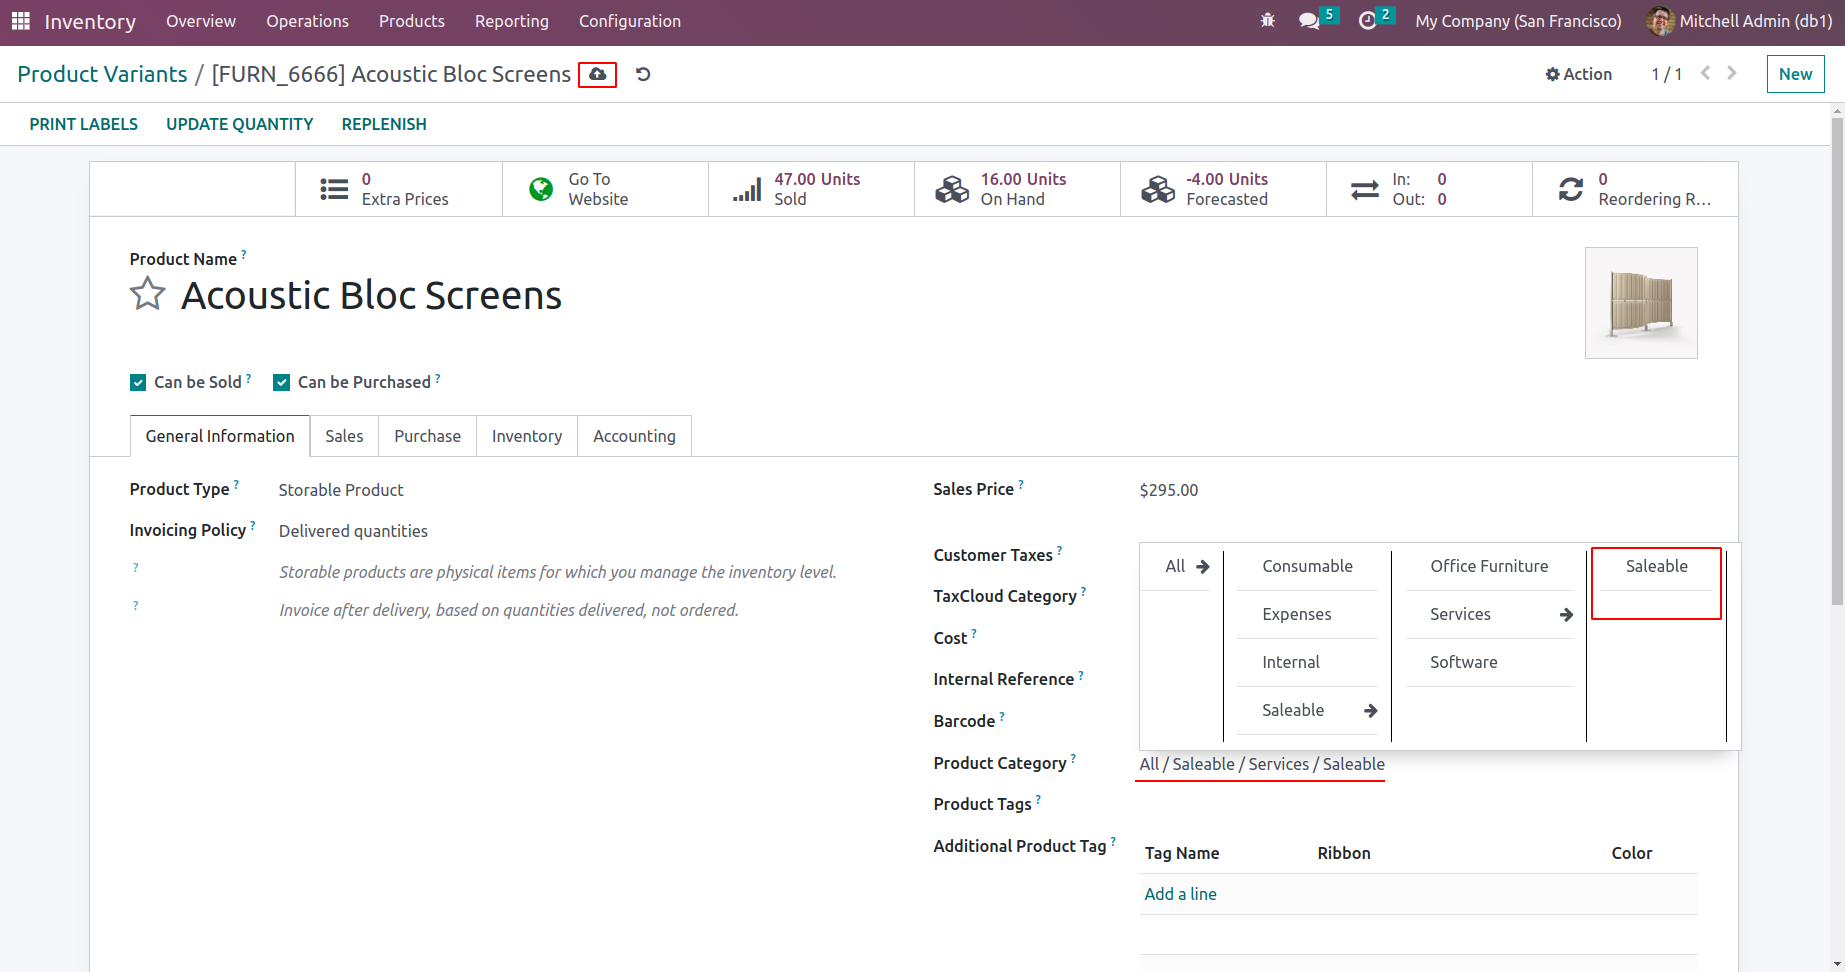 Inventory Overview Operations Products Reporting Configuration 5 2 My Company (San Francisco) Mitchell Admin (db1)
Product Variants / [FURN_6666] Acoustic Bloc Screens Action 1 / 1 New
PRINT LABELS UPDATE QUANTITY REPLENISH
0
Extra Prices
Go To
Website
47.00 Units
Sold
16.00 Units
On Hand
-4.00 Units
Forecasted
In: 0
Out: 0
0
Reordering R...
Product Name ?
Acoustic Bloc Screens
Can be Sold ? Can be Purchased ?
General Information Sales Purchase Inventory Accounting
Product Type ? Storable Product
Invoicing Policy ? Delivered quantities
? Storable products are physical items for which you manage the inventory level.
? Invoice after delivery, based on quantities delivered, not ordered.
Sales Price ? $295.00
Customer Taxes ?
TaxCloud Category ?
Cost ?
Internal Reference ?
Barcode ?
All
Consumable
Expenses
Internal
Saleable
Office Furniture
Services
Software
Saleable
Product Category ? All / Saleable / Services / Saleable
Product Tags ?
Additional Product Tag ?
Tag Name Ribbon Color
Add a line